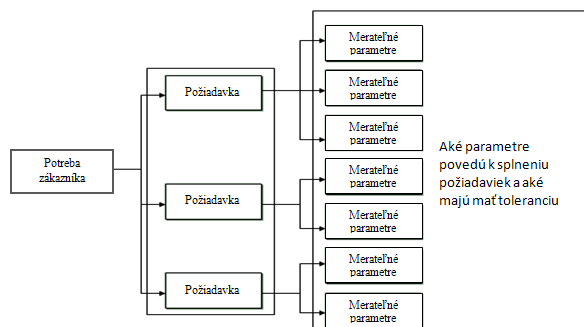 Potreba
zákazníka
Požiadavka
Požiadavka
Požiadavka
Merateľné
parametre
Merateľné
parametre
Merateľné
parametre
Merateľné
parametre
Merateľné
parametre
Merateľné
parametre
Merateľné
parametre
Aké parametre
povedú k splneniu
požiadaviek a aké
majú mať toleranciu